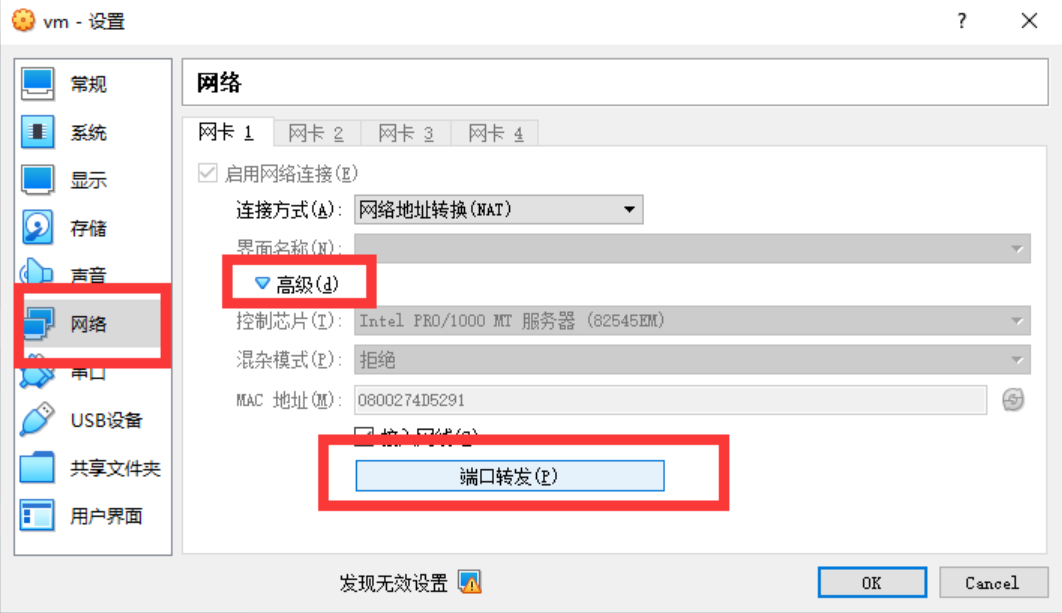 vm - 设置
?
常规
系统
显示
存储
声音
网络
串口
USB设备
共享文件夹
用户界面
网络
网卡 1 网卡 2 网卡 3 网卡 4
启用网络连接(E)
连接方式(A): 网络地址转换(NAT)
界面名称(N):
高级(d)
控制芯片(T): Intel PRO/1000 MT 服务器 (82545EM)
混杂模式(P): 拒绝
MAC 地址(M): 0800274D5291
接入网线(C)
端口转发(P)
发现无效设置
OK Cancel